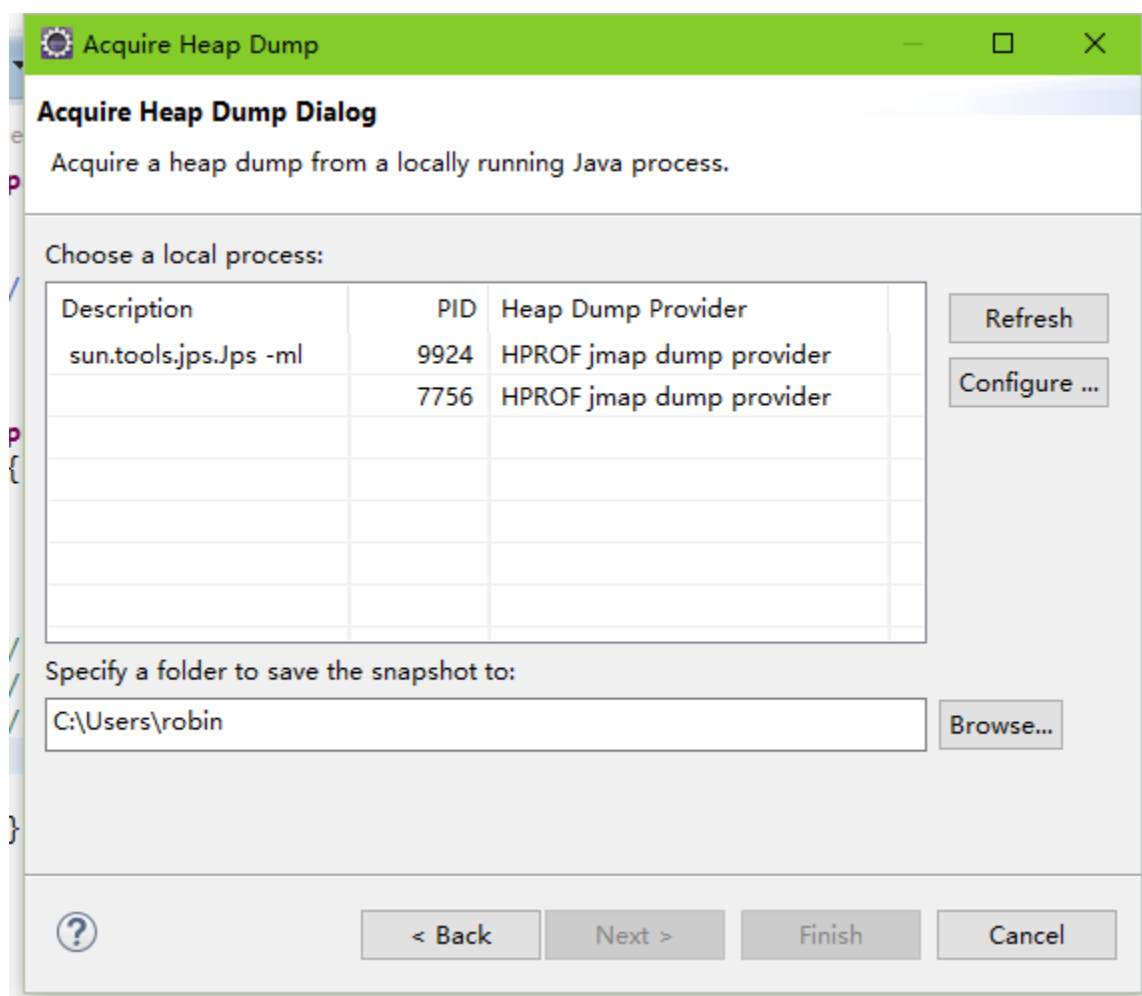 Acquire Heap Dump
Acquire Heap Dump Dialog
Acquire a heap dump from a locally running Java process.
Choose a local process:
Description PID Heap Dump Provider
sun.tools.jps.Jps -ml 9924 HPROF jmap dump provider
7756 HPROF jmap dump provider
Refresh
Configure ...
Specify a folder to save the snapshot to:
C:\Users\robin
Browse...
< Back Next > Finish Cancel